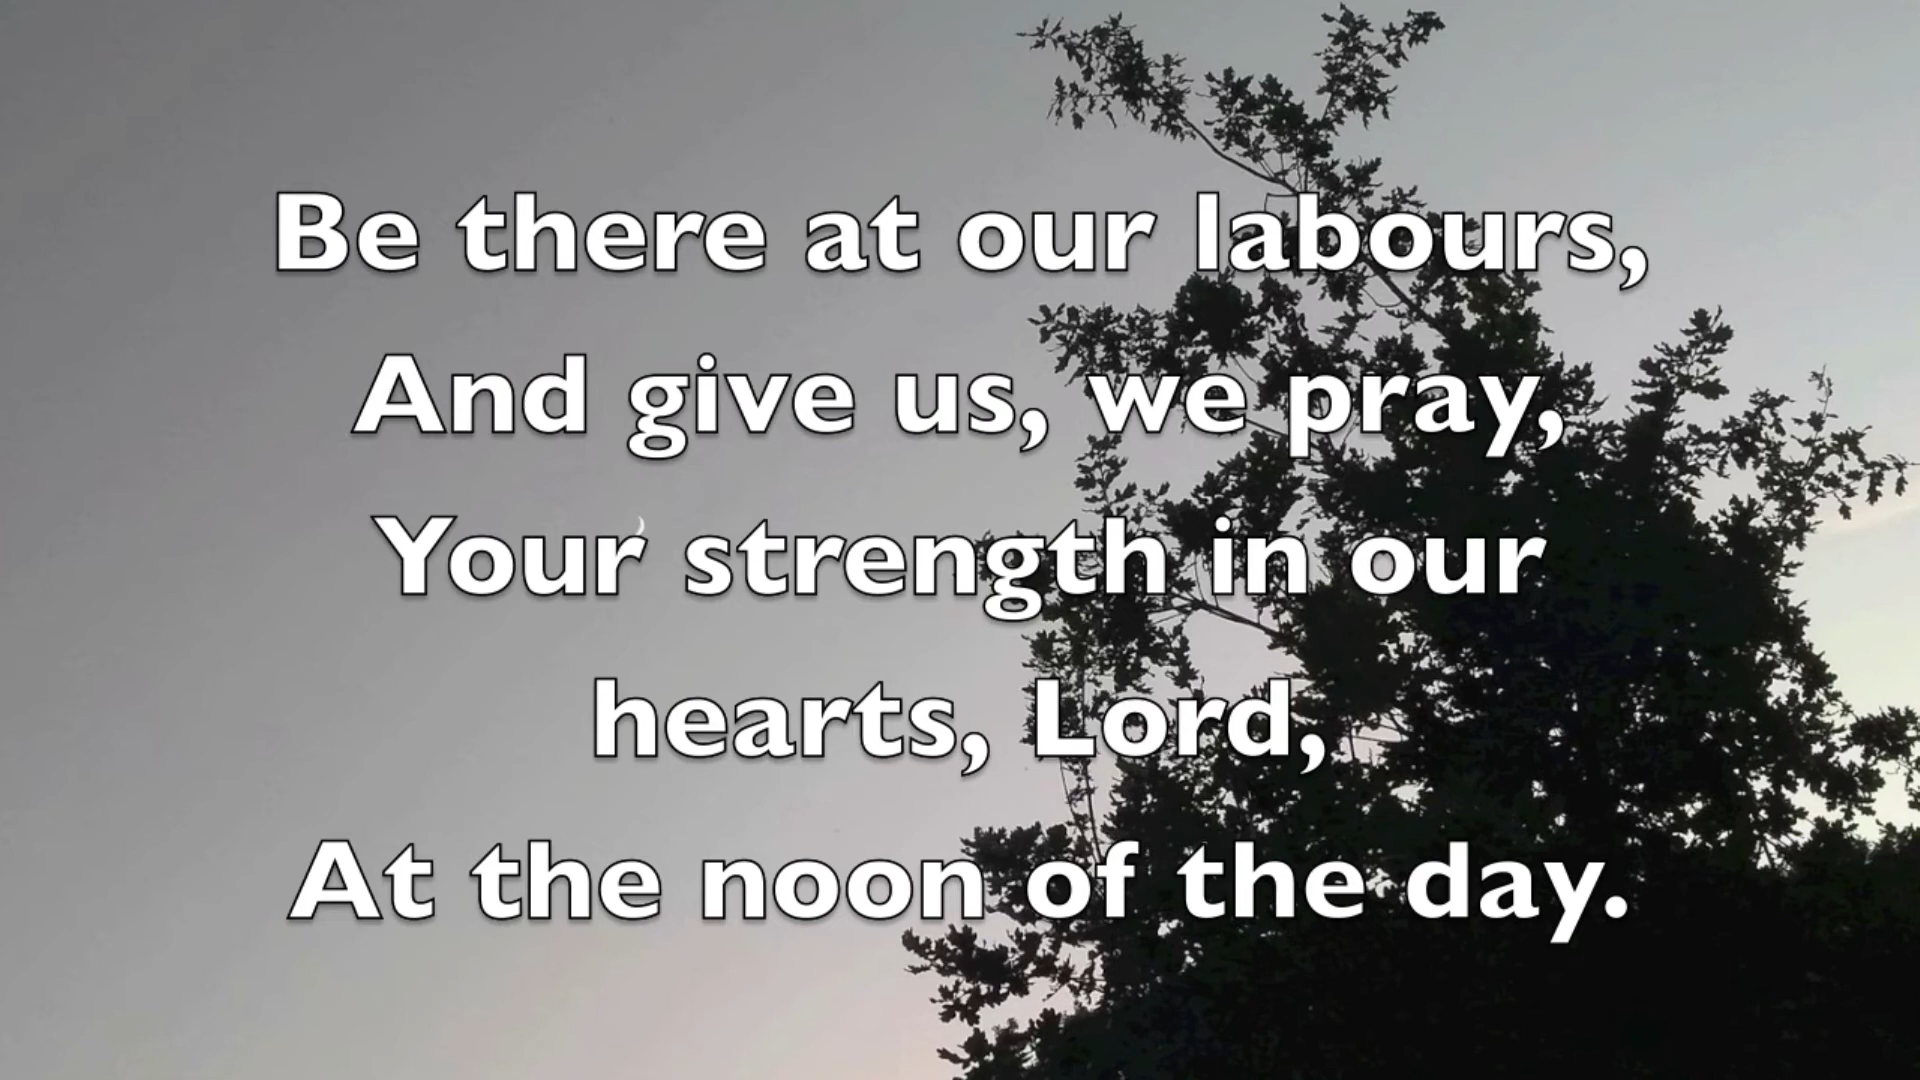 Be there at our labours,
And give us, we pray,
Your strength in our
hearts, Lord,
At the noon of the day.